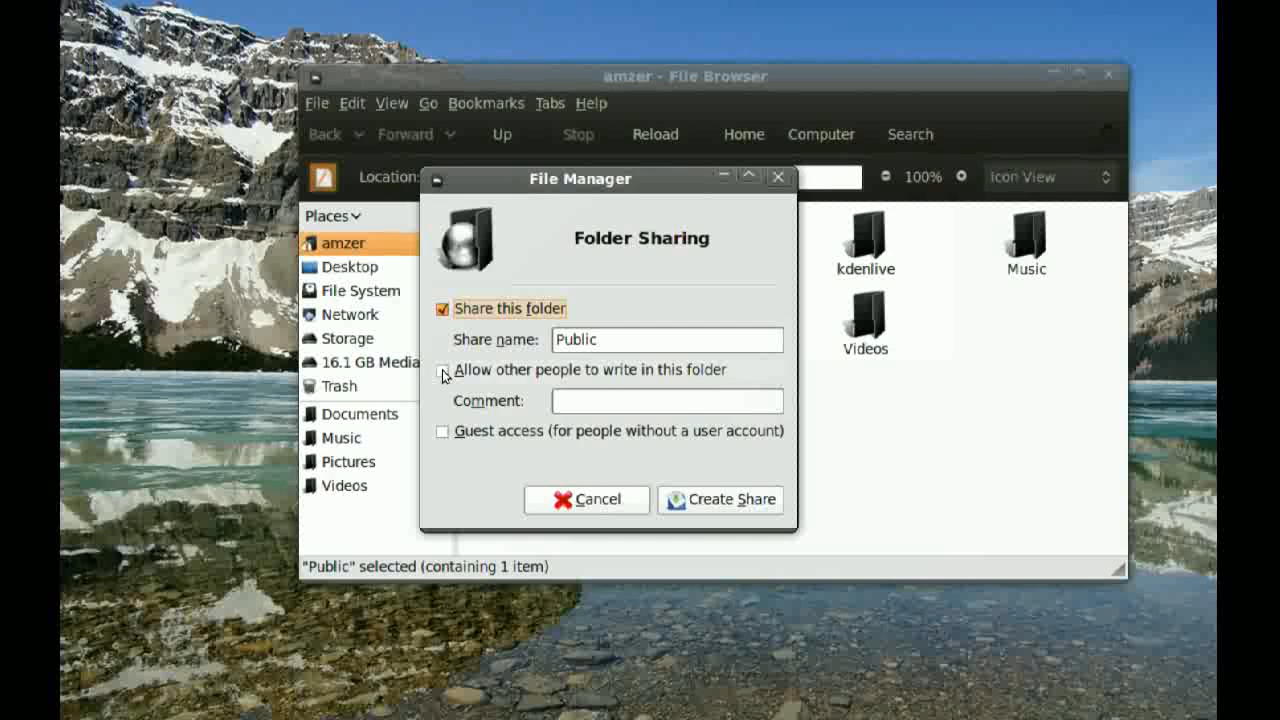 amzer - File Browser
File Edit View Go Bookmarks Tabs Help
Back Forward Up Stop Reload Home Computer Search
Location: 100% Icon View
File Manager
Folder Sharing
Share this folder
Share name: Public
Allow other people to write in this folder
Comment:
Guest access (for people without a user account)
Cancel Create Share
Places
amzer
Desktop
File System
Network
Storage
16.1 GB Media
Trash
Documents
Music
Pictures
Videos
kdenlive Music
Videos
"Public" selected (containing 1 item)